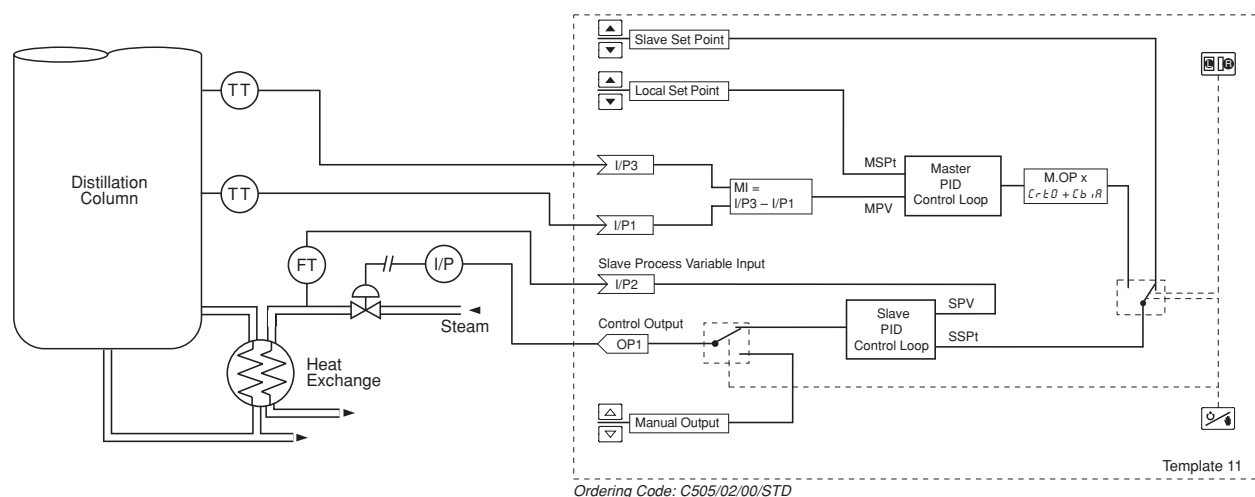 Slave Set Point
Local Set Point
L R
TT
TT
Distillation
Column
I/P3
I/P1
MI =
I/P3 – I/P1
MSPt
MPV
Master
PID
Control Loop
M.OP x
CrtO + CbiA
FT
I/P
Steam
Heat
Exchange
Slave Process Variable Input
I/P2
Control Output
OP1
SPV
SSPt
Slave
PID
Control Loop
Manual Output
Template 11
Ordering Code: C505/02/00/STD